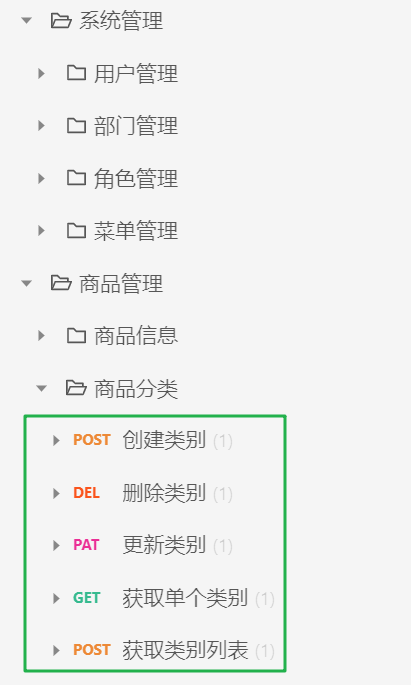 系统管理
用户管理
部门管理
角色管理
菜单管理
商品管理
商品信息
商品分类
POST 创建类别 (1)
DEL 删除类别 (1)
PAT 更新类别 (1)
GET 获取单个类别 (1)
POST 获取类别列表 (1)